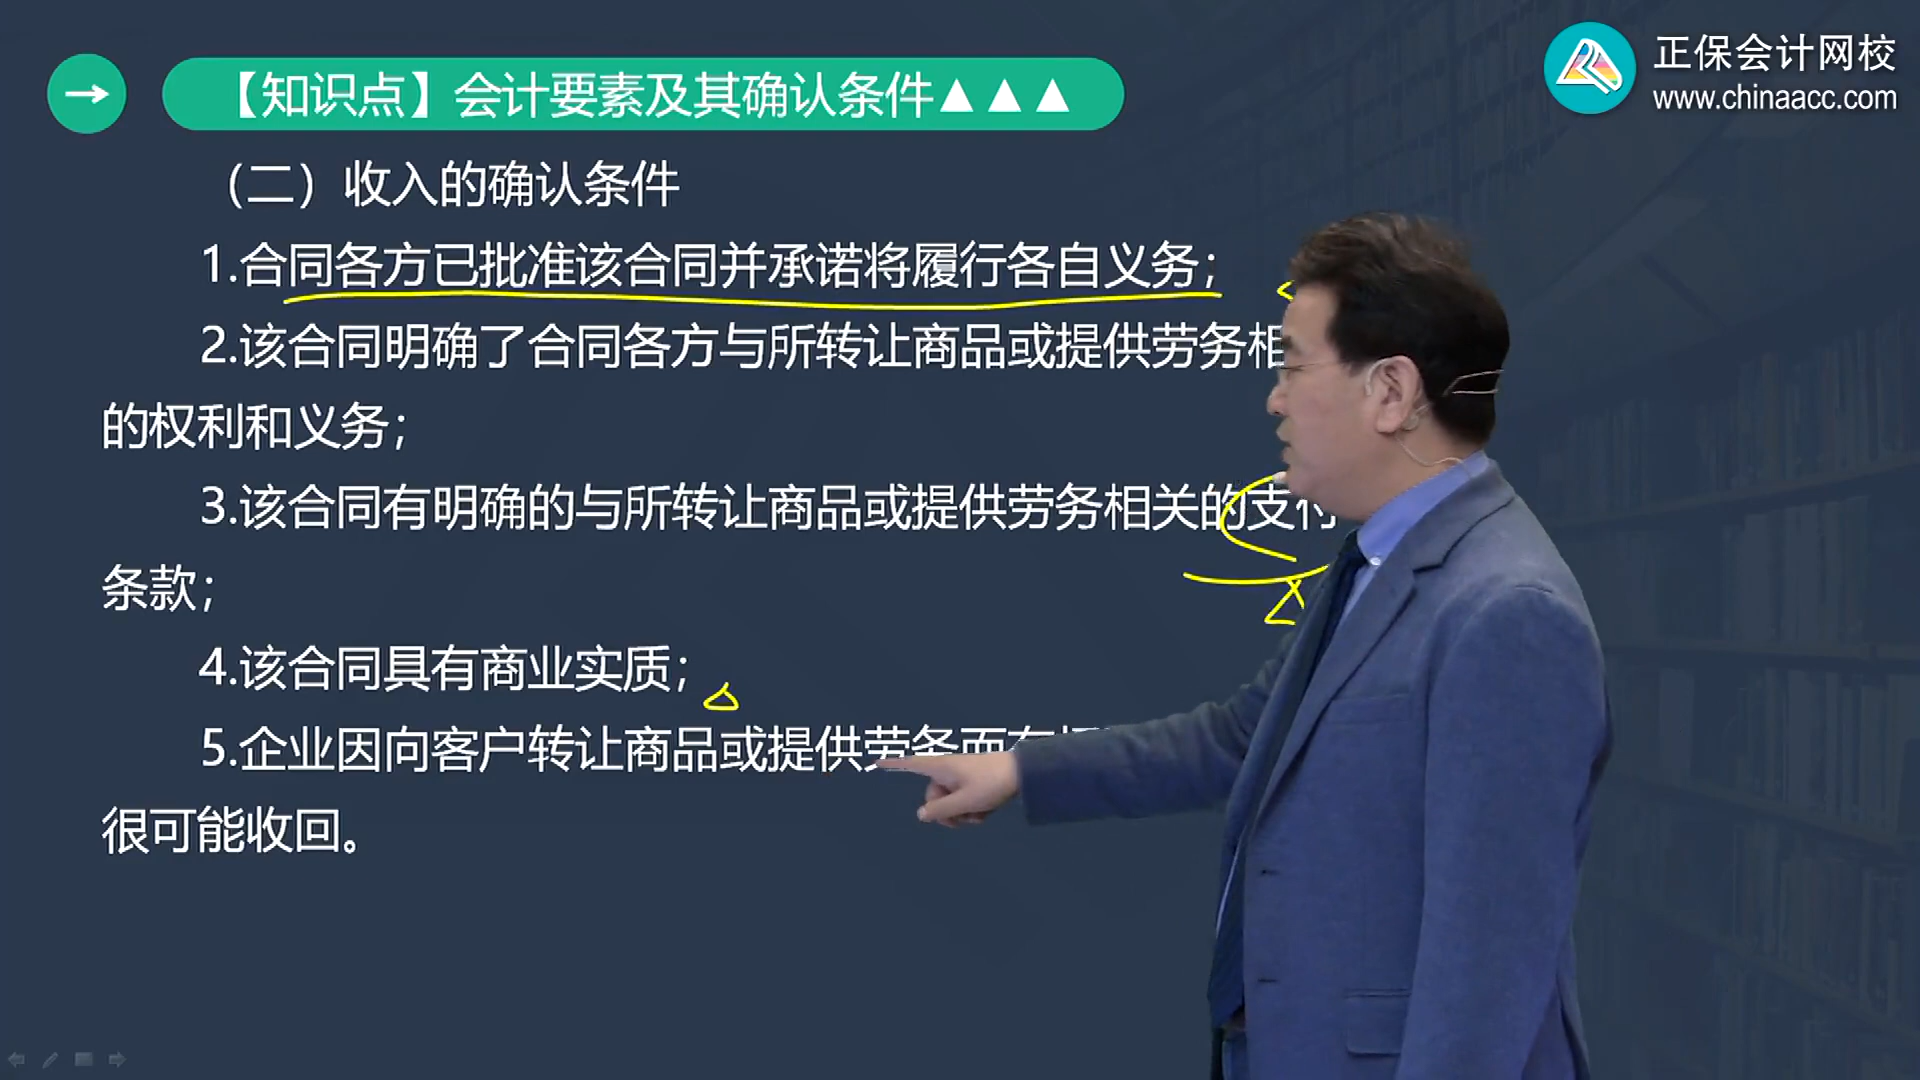 正保会计网校
www.chinaacc.com
【知识点】会计要素及其确认条件▲▲▲
（二）收入的确认条件
1.合同各方已批准该合同并承诺将履行各自义务；
2.该合同明确了合同各方与所转让商品或提供劳务相
的权利和义务；
3.该合同有明确的与所转让商品或提供劳务相关的支付
条款；
4.该合同具有商业实质；
5.企业因向客户转让商品或提供劳务而有
很可能收回。